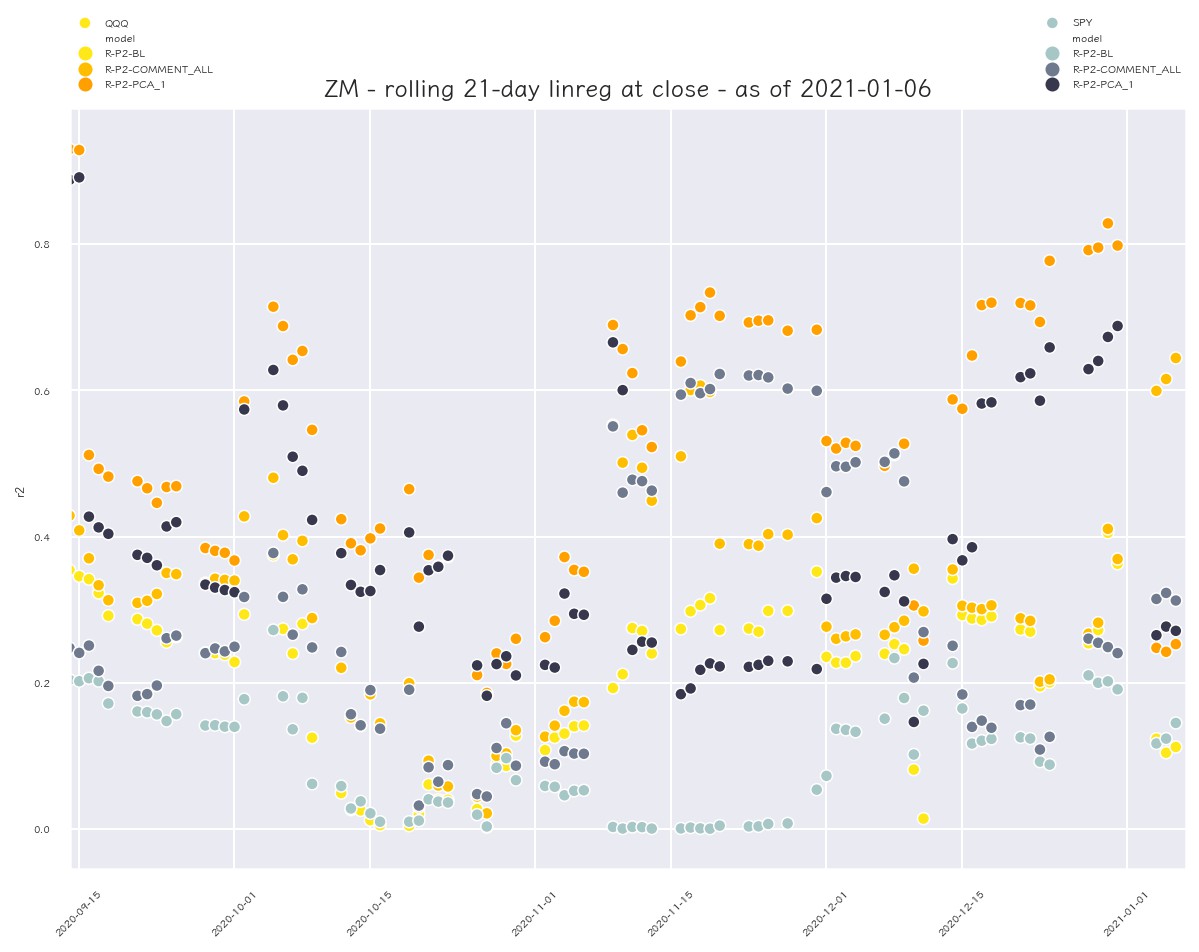 QQQ
model
R-P2-BL
R-P2-COMMENT_ALL
R-P2-PCA_1
SPY
model
R-P2-BL
R-P2-COMMENT_ALL
R-P2-PCA_1
ZM - rolling 21-day linreg at close - as of 2021-01-06
0.8
0.6
r2
0.4
0.2
0.0
2020-09-15
2020-10-01
2020-10-15
2020-11-01
2020-11-15
2020-12-01
2020-12-15
2021-01-01